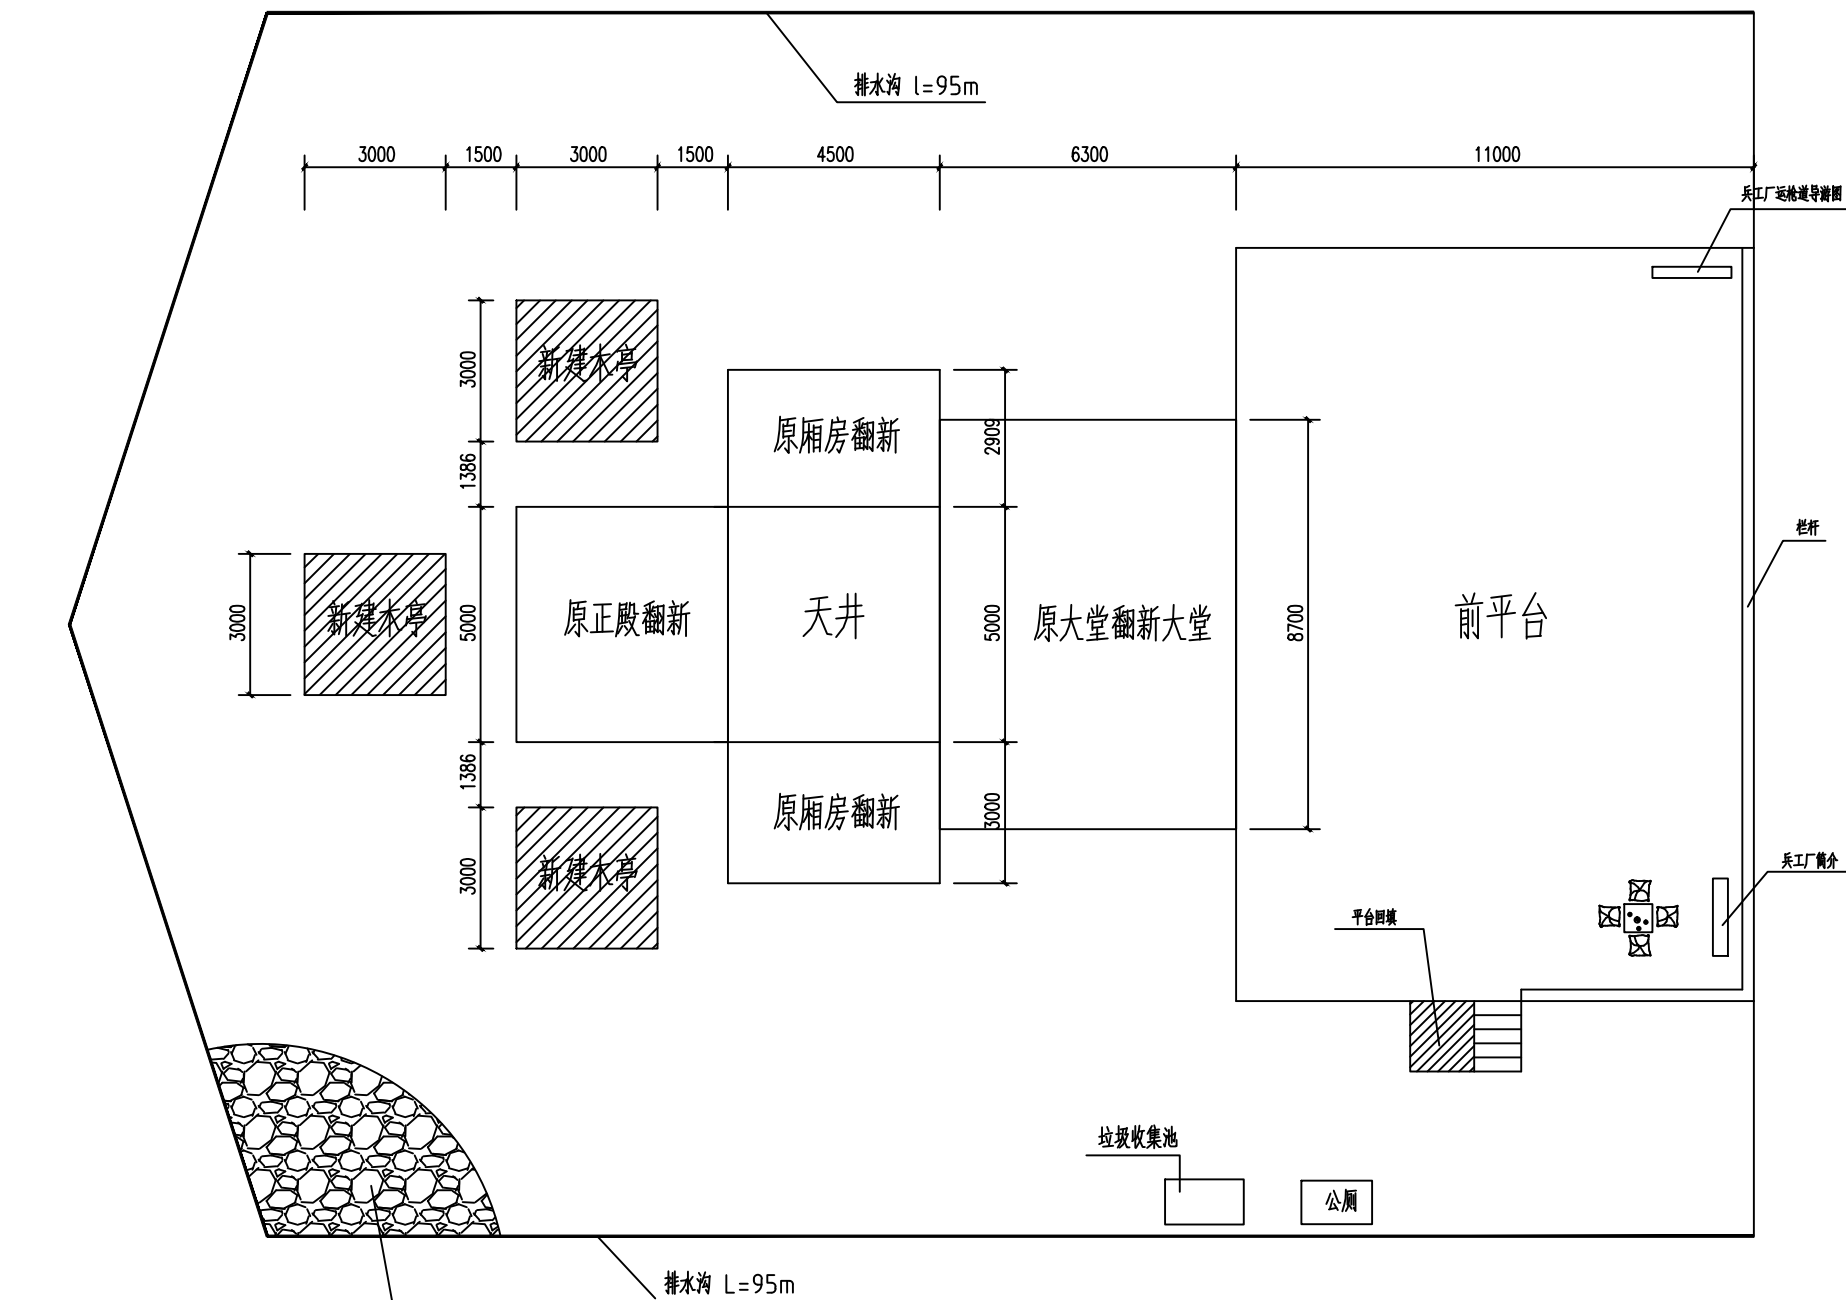 排水沟 l=95m
3000 1500 3000 1500 4500 6300 11000
兵工厂运枪道导游图
3000
新建木亭
原厢房翻新
2909
1386
栏杆
3000
新建木亭
5000
原正殿翻新
天井
5000
原大堂翻新大堂
8700
前平台
1386
原厢房翻新
3000
3000
新建木亭
兵工厂简介
平台回填
垃圾收集池
公厕
排水沟 L=95m